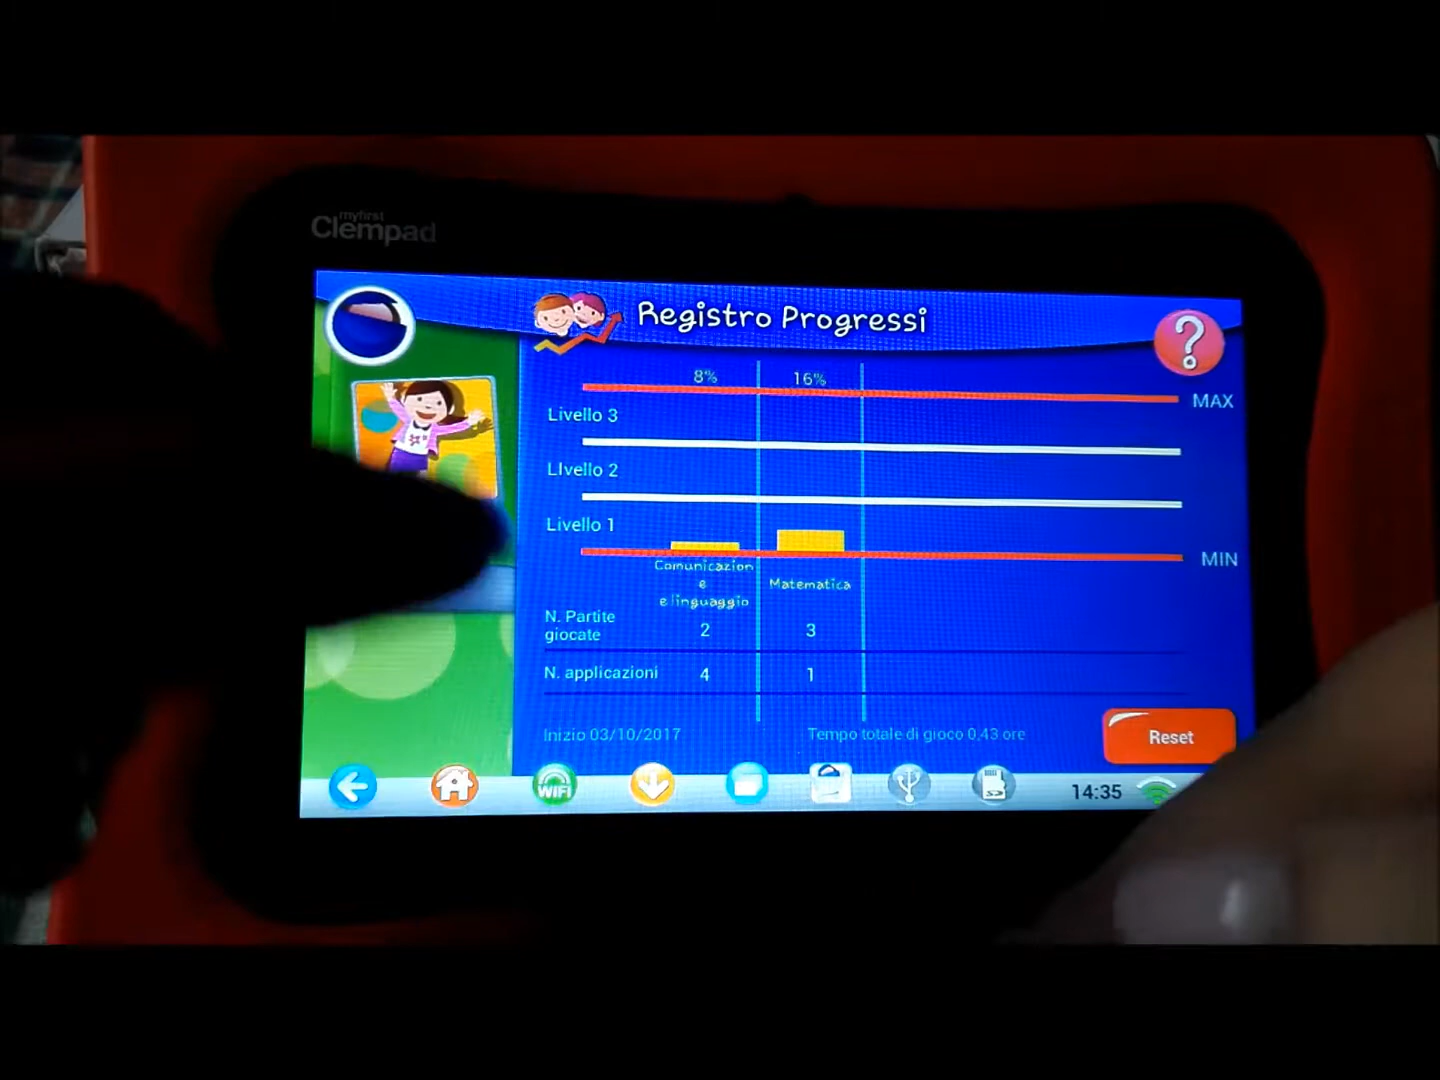 myfirst
Clempad
Registro Progressi
?
8% 16%
MAX
Livello 3
LIvello 2
Livello 1
MIN
Comunicazion
e
e linguaggio
Matematica
N. Partite
giocate
2 3
N. applicazioni 4 1
Inizio 03/10/2017 Tempo totale di gioco 0,43 ore
Reset
WIFI
14:35